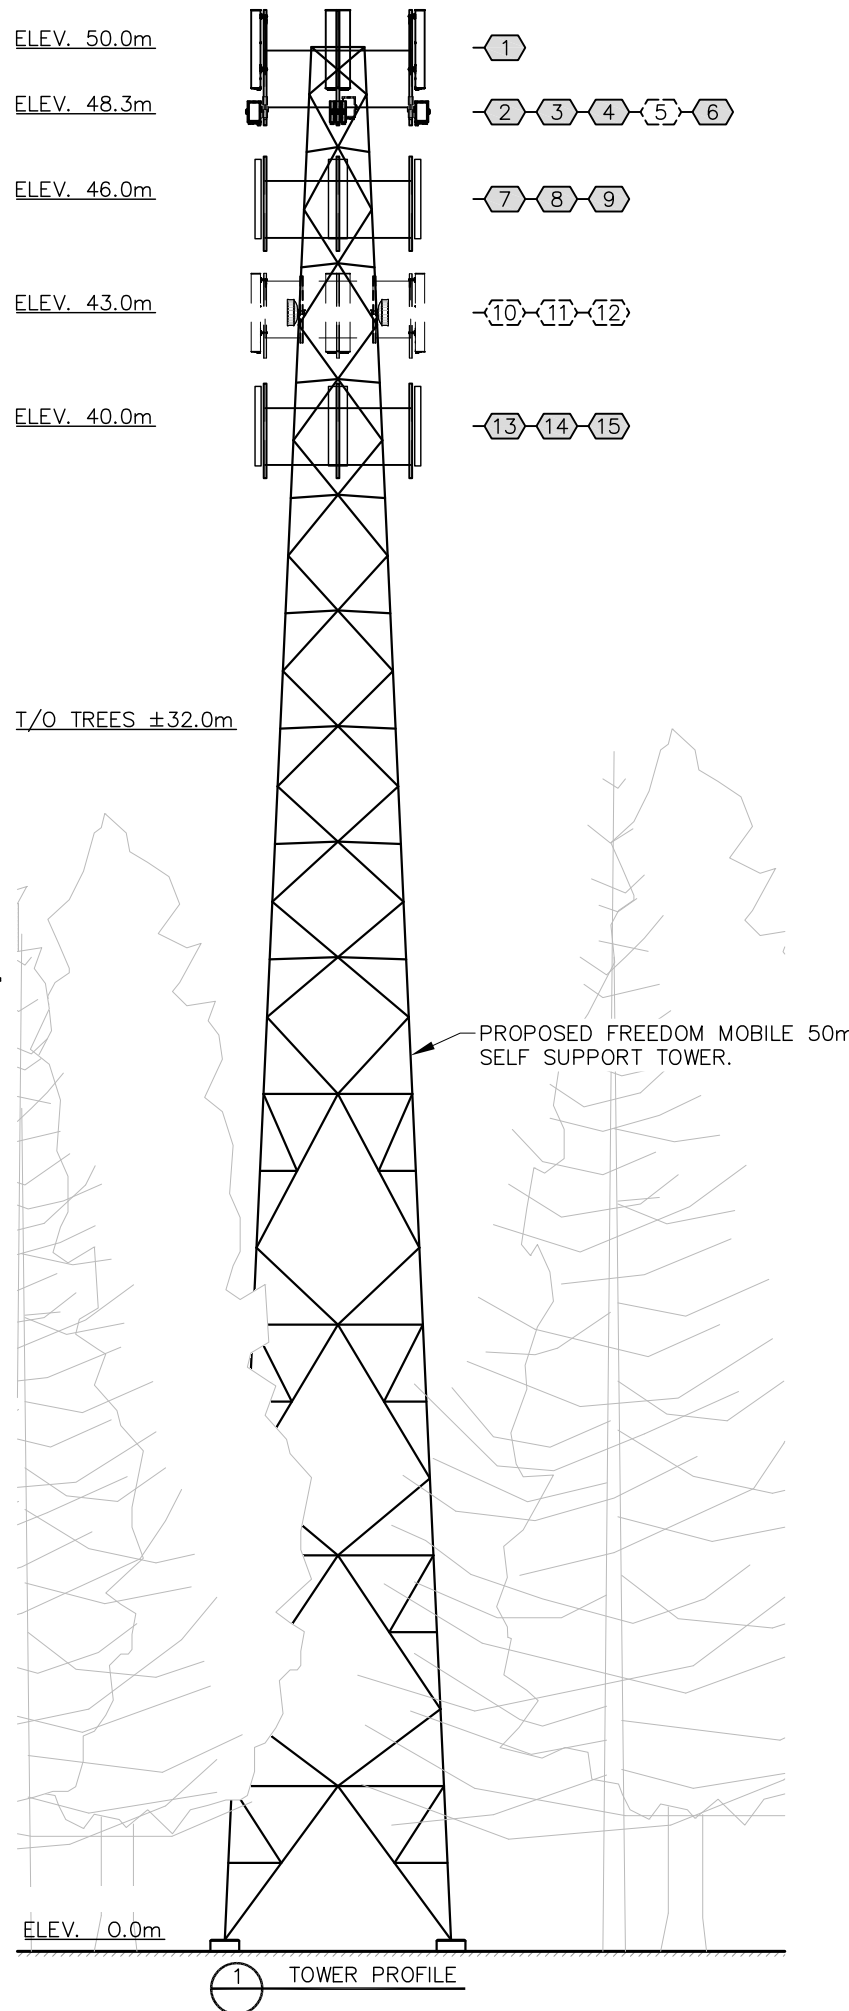 ELEV. 50.0m
1
ELEV. 48.3m
2 3 4 5 6
ELEV. 46.0m
7 8 9
ELEV. 43.0m
10 11 12
ELEV. 40.0m
13 14 15
T/O TREES ±32.0m
PROPOSED FREEDOM MOBILE 50m
SELF SUPPORT TOWER.
ELEV. 0.0m
1 TOWER PROFILE